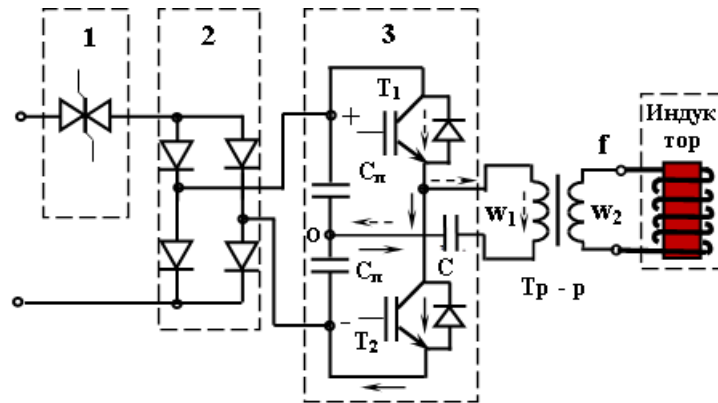 1
2
3
T₁
+
Cп
w₁
f
Индук
тор
w₂
О
Cп
C
Тр - р
-
T₂